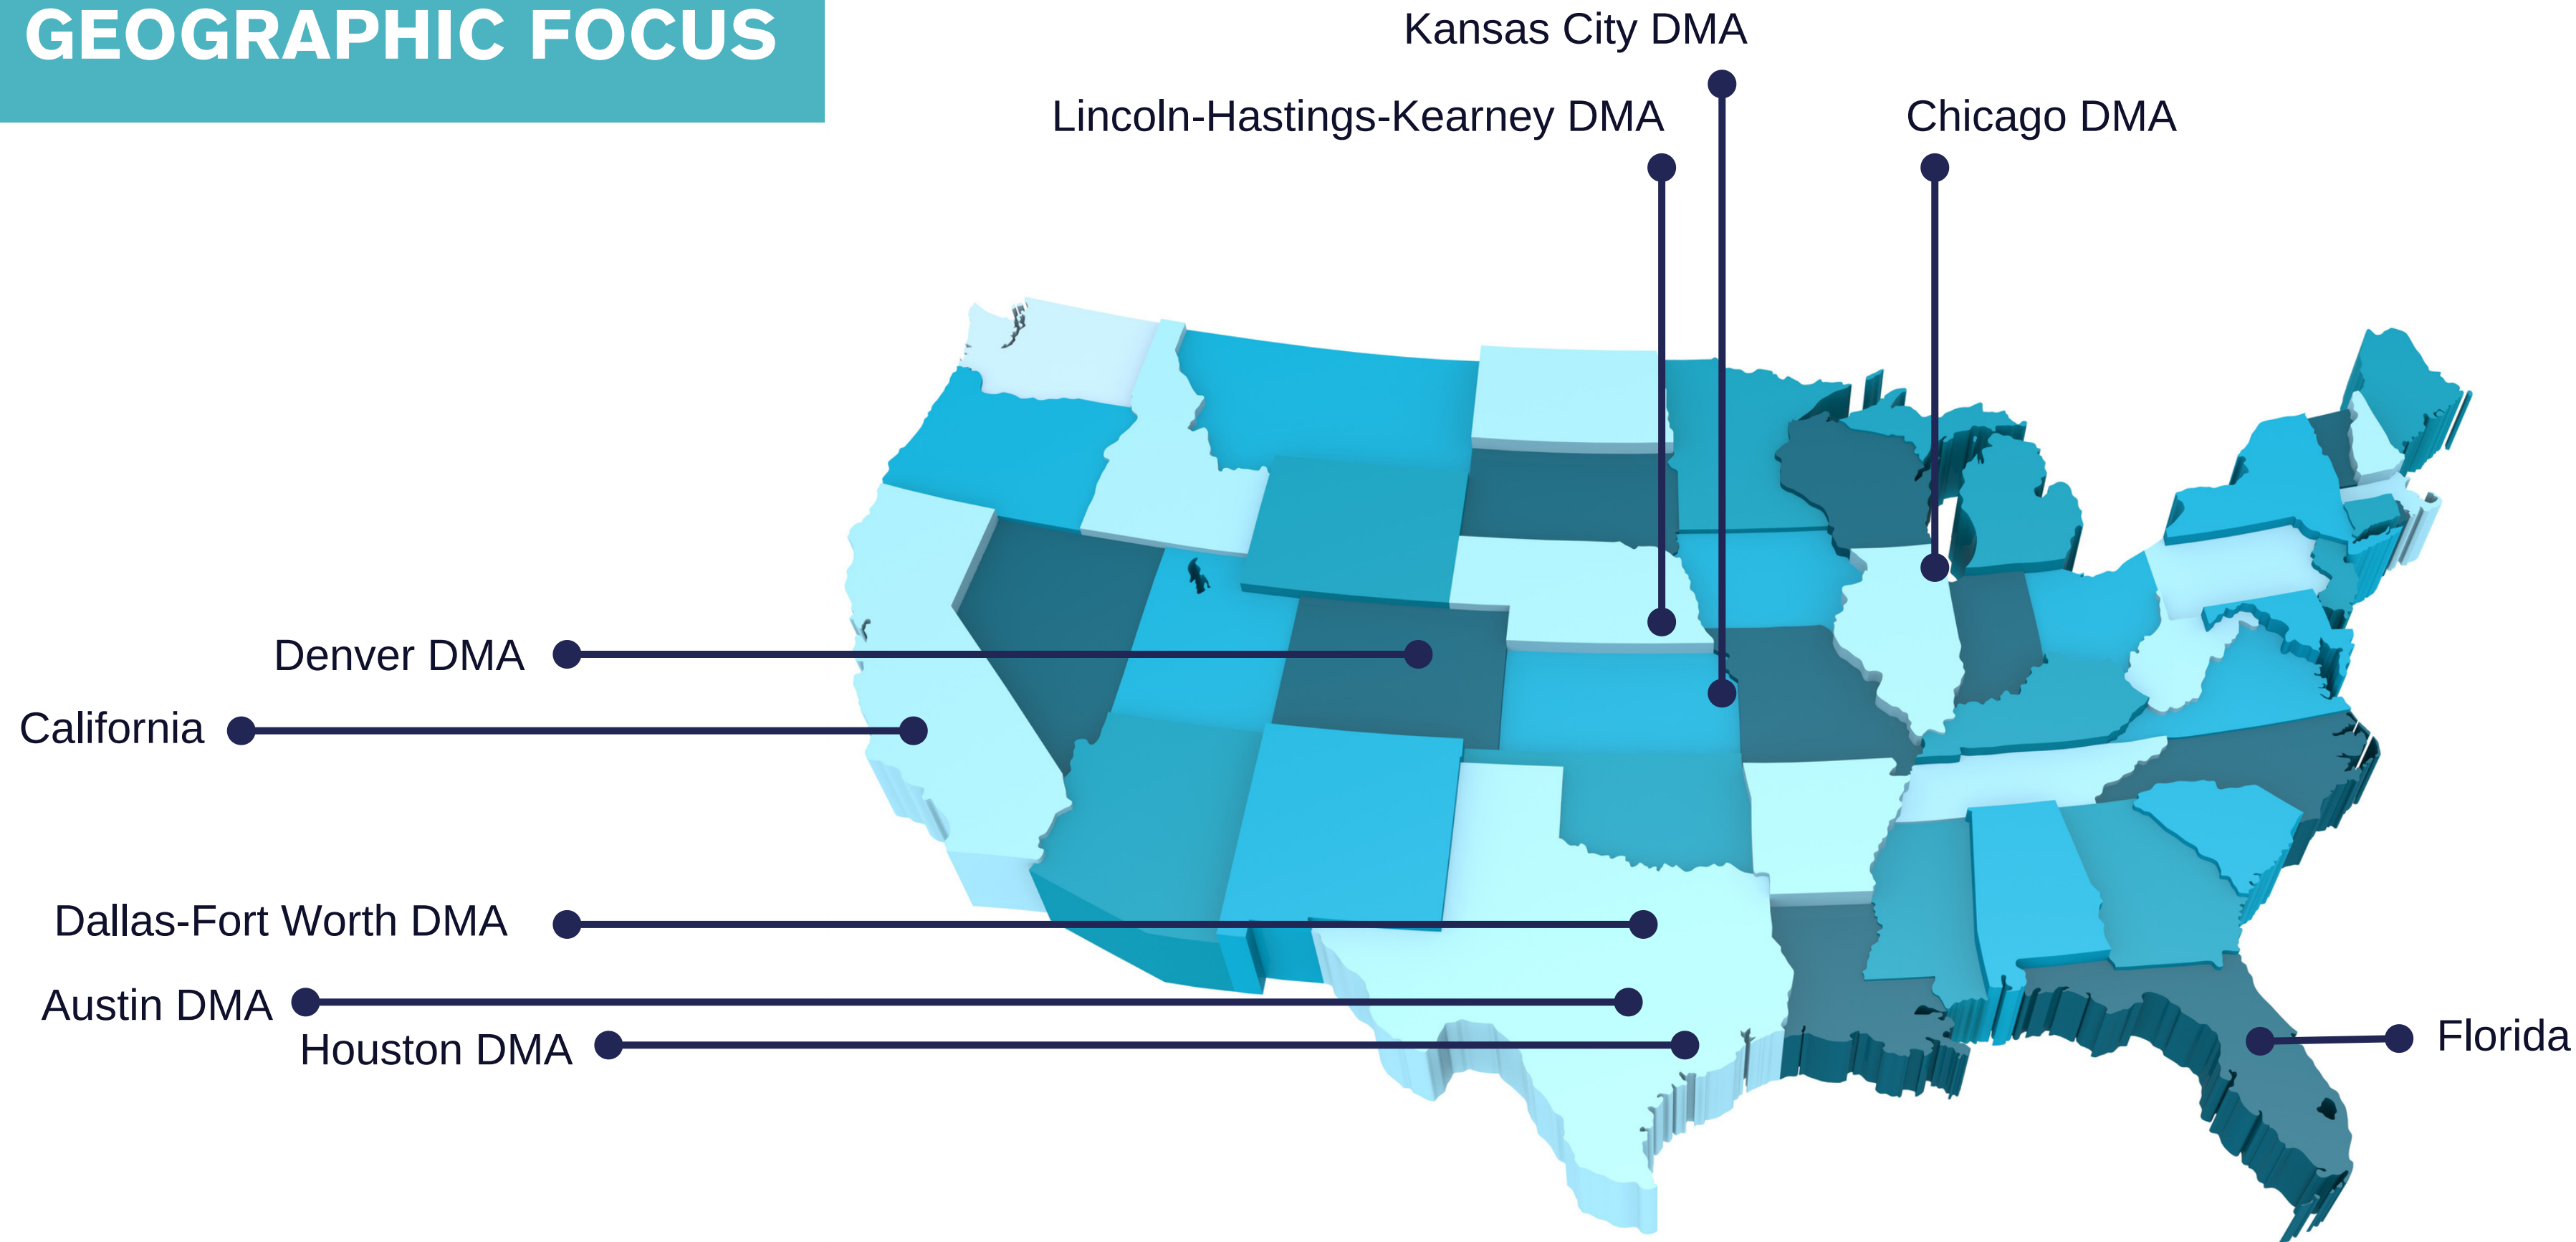 GEOGRAPHIC FOCUS
Kansas City DMA
Lincoln-Hastings-Kearney DMA
Chicago DMA
Denver DMA
California
Dallas-Fort Worth DMA
Austin DMA
Houston DMA
Florida